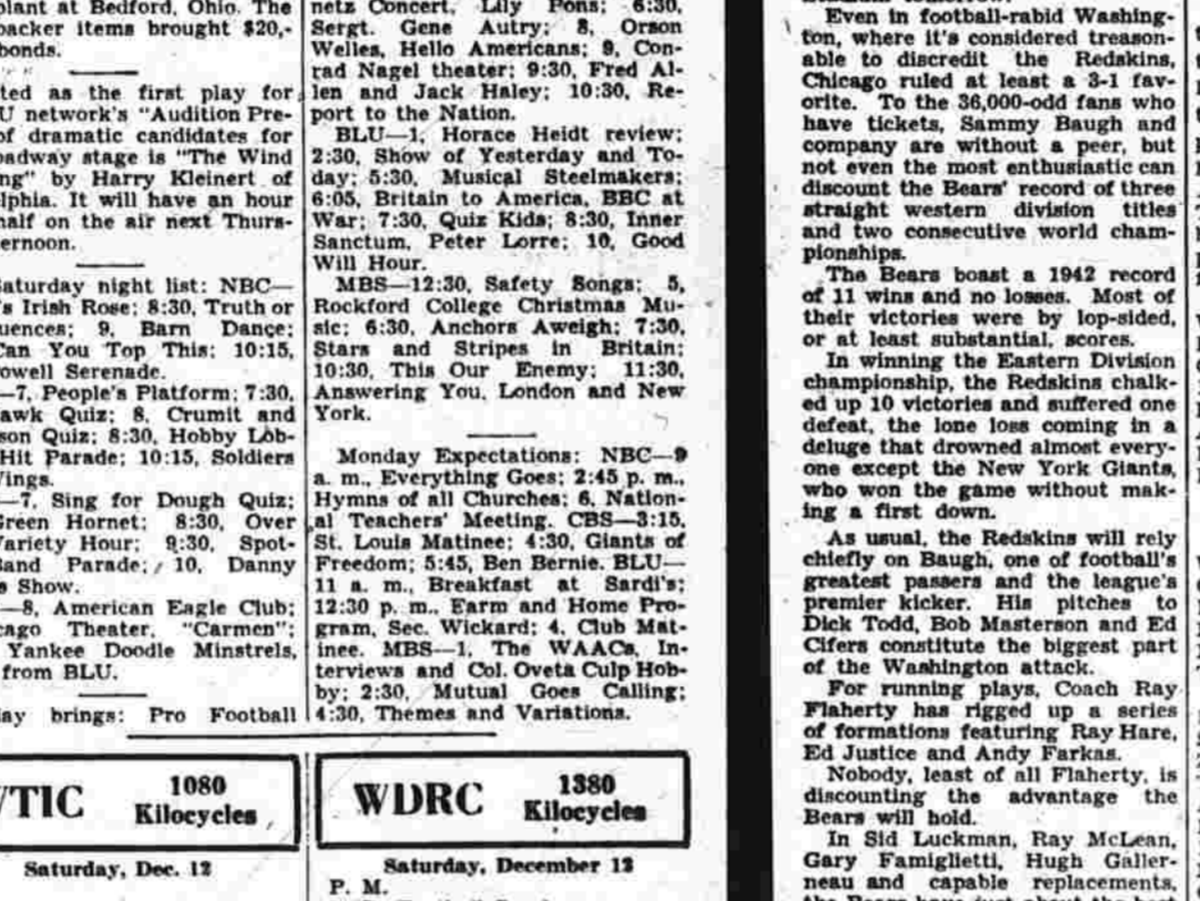 plant at Bedford, Ohio. The
backer items brought $20,-
bonds.
ted as the first play for
U network's "Audition Pre-
of dramatic candidates for
oadway stage is "The Wind
ng" by Harry Kleinert of
lphia. It will have an hour
half on the air next Thurs-
ernoon.
Saturday night list: NBC—
's Irish Rose; 8:30, Truth or
uences; 9, Barn Dance;
Can You Top This; 10:15,
owell Serenade.
—7, People's Platform; 7:30,
awk Quiz; 8, Crumit and
son Quiz; 8:30, Hobby Lob-
Hit Parade; 10:15, Soldiers
Wings.
—7, Sing for Dough Quiz;
Green Hornet; 8:30, Over
Variety Hour; 9:30, Spot-
Band Parade; 10, Danny
s Show.
—8, American Eagle Club;
cago Theater, "Carmen";
Yankee Doodle Minstrels,
from BLU.
ay brings: Pro Football
netz Concert, Lily Pons; 6:30,
Sergt. Gene Autry; 8, Orson
Welles, Hello Americans; 9, Con-
rad Nagel theater; 9:30, Fred Al-
len and Jack Haley; 10:30, Re-
port to the Nation.
BLU—1, Horace Heidt review;
2:30, Show of Yesterday and To-
day; 5:30, Musical Steelmakers;
6:05, Britain to America, BBC at
War; 7:30, Quiz Kids; 8:30, Inner
Sanctum, Peter Lorre; 10, Good
Will Hour.
MBS—12:30, Safety Songs; 5,
Rockford College Christmas Mu-
sic; 6:30, Anchors Aweigh; 7:30,
Stars and Stripes in Britain;
10:30, This Our Enemy; 11:30,
Answering You, London and New
York.
Monday Expectations: NBC—9
a. m., Everything Goes; 2:45 p. m.,
Hymns of all Churches; 6, Nation-
al Teachers' Meeting. CBS—3:15,
St. Louis Matinee; 4:30, Giants of
Freedom; 5:45, Ben Bernie. BLU—
11 a. m., Breakfast at Sardi's;
12:30 p. m., Farm and Home Pro-
gram, Sec. Wickard; 4, Club Mat-
inee. MBS—1, The WAACs, In-
terviews and Col. Oveta Culp Hob-
by; 2:30, Mutual Goes Calling;
4:30, Themes and Variations.
WTIC 1080
Kilocycles
Saturday, Dec. 12
WDRC 1380
Kilocycles
Saturday, December 12
P. M.
Even in football-rabid Washing-
ton, where it's considered treason-
able to discredit the Redskins,
Chicago ruled at least a 3-1 fav-
orite. To the 36,000-odd fans who
have tickets, Sammy Baugh and
company are without a peer, but
not even the most enthusiastic can
discount the Bears' record of three
straight western division titles
and two consecutive world cham-
pionships.
The Bears boast a 1942 record
of 11 wins and no losses. Most of
their victories were by lop-sided,
or at least substantial, scores.
In winning the Eastern Division
championship, the Redskins chalk-
ed up 10 victories and suffered one
defeat, the lone loss coming in a
deluge that drowned almost every-
one except the New York Giants,
who won the game without mak-
ing a first down.
As usual, the Redskins will rely
chiefly on Baugh, one of football's
greatest passers and the league's
premier kicker. His pitches to
Dick Todd, Bob Masterson and Ed
Cifers constitute the biggest part
of the Washington attack.
For running plays, Coach Ray
Flaherty has rigged up a series
of formations featuring Ray Hare,
Ed Justice and Andy Farkas.
Nobody, least of all Flaherty, is
discounting the advantage the
Bears will hold.
In Sid Luckman, Ray McLean,
Gary Famiglietti, Hugh Galler-
neau and capable replacements,